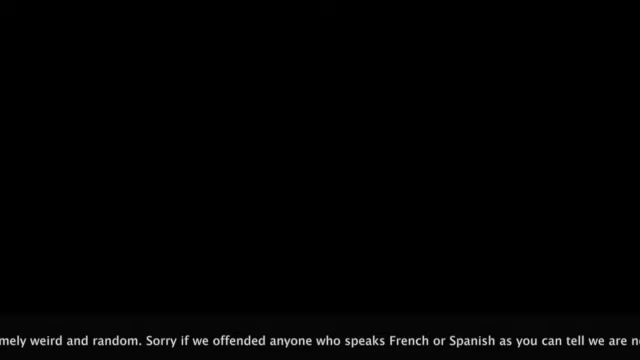 mely weird and random. Sorry if we offended anyone who speaks French or Spanish as you can tell we are n